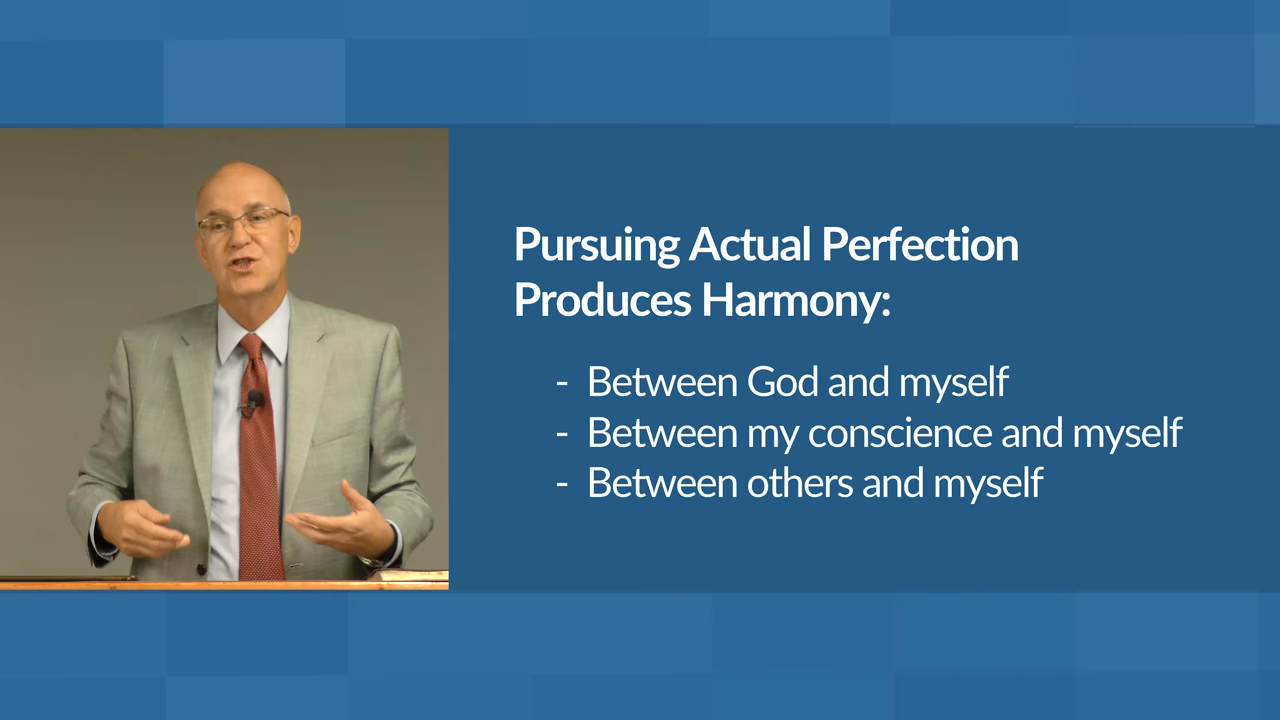 Pursuing Actual Perfection
Produces Harmony:
- Between God and myself
- Between my conscience and myself
- Between others and myself